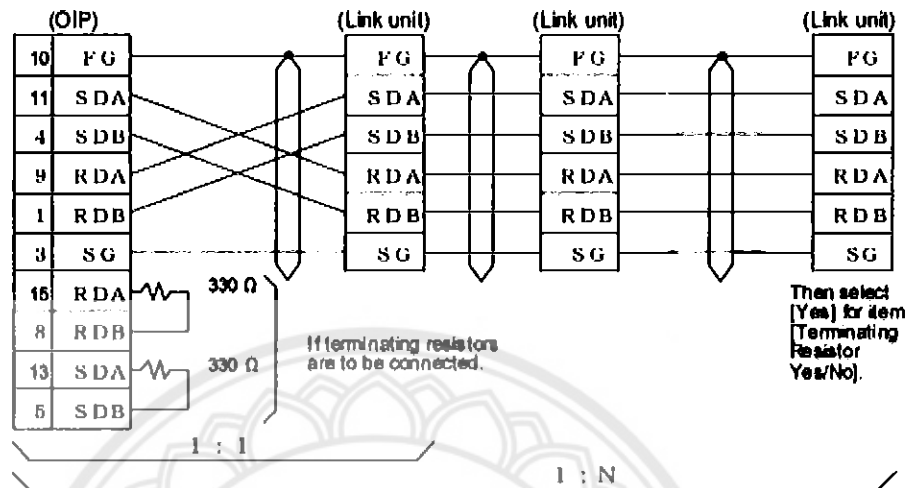 (OIP) (Link unit) (Link unit) (Link unit)
10 FG FG FG FG
11 SDA SDA SDA SDA
4 SDB SDB SDB SDB
9 RDA RDA RDA RDA
1 RDB RDB RDB RDB
3 SG SG SG SG
15 RDA 330 Ω
8 RDB
13 SDA 330 Ω
5 SDB
If terminating resistors
are to be connected.
Then select
[Yes] for item
[Terminating
Resistor
Yes/No].
1 : 1
1 : N